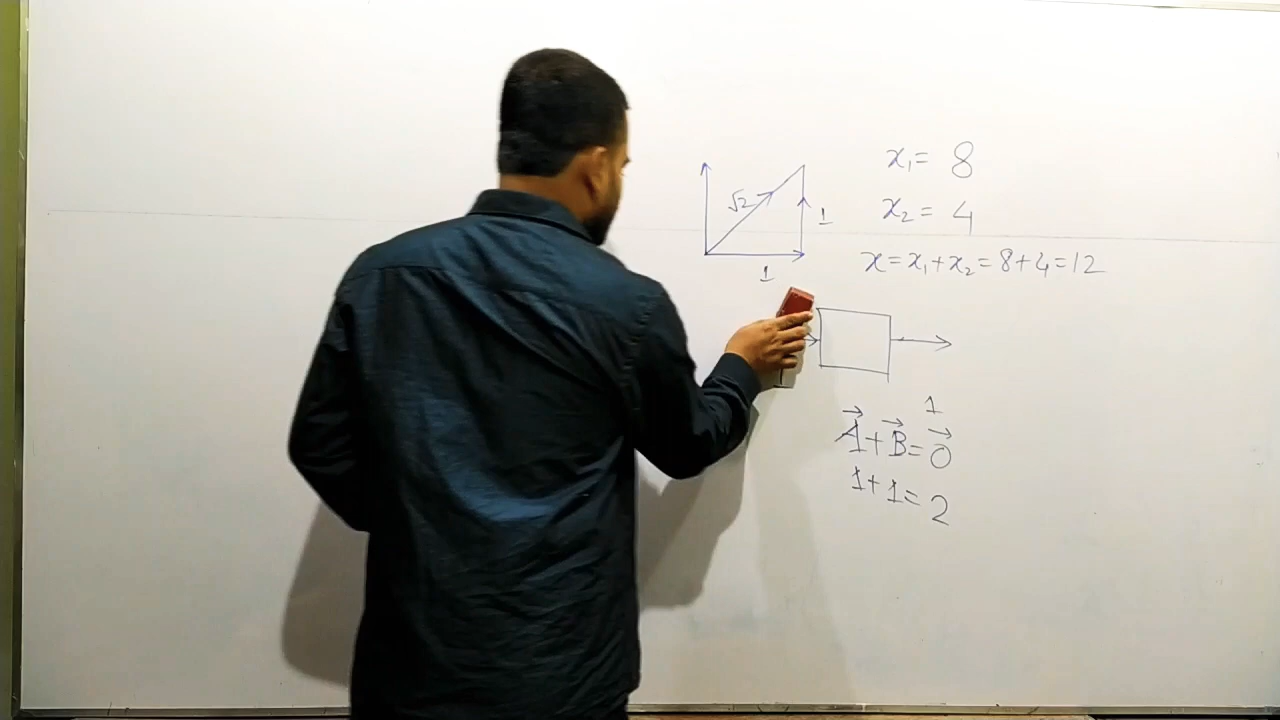 √2
1
1
x₁ = 8
x₂ = 4
x = x₁ + x₂ = 8 + 4 = 12
1
A⃗ + B⃗ = 0⃗
1 + 1 = 2